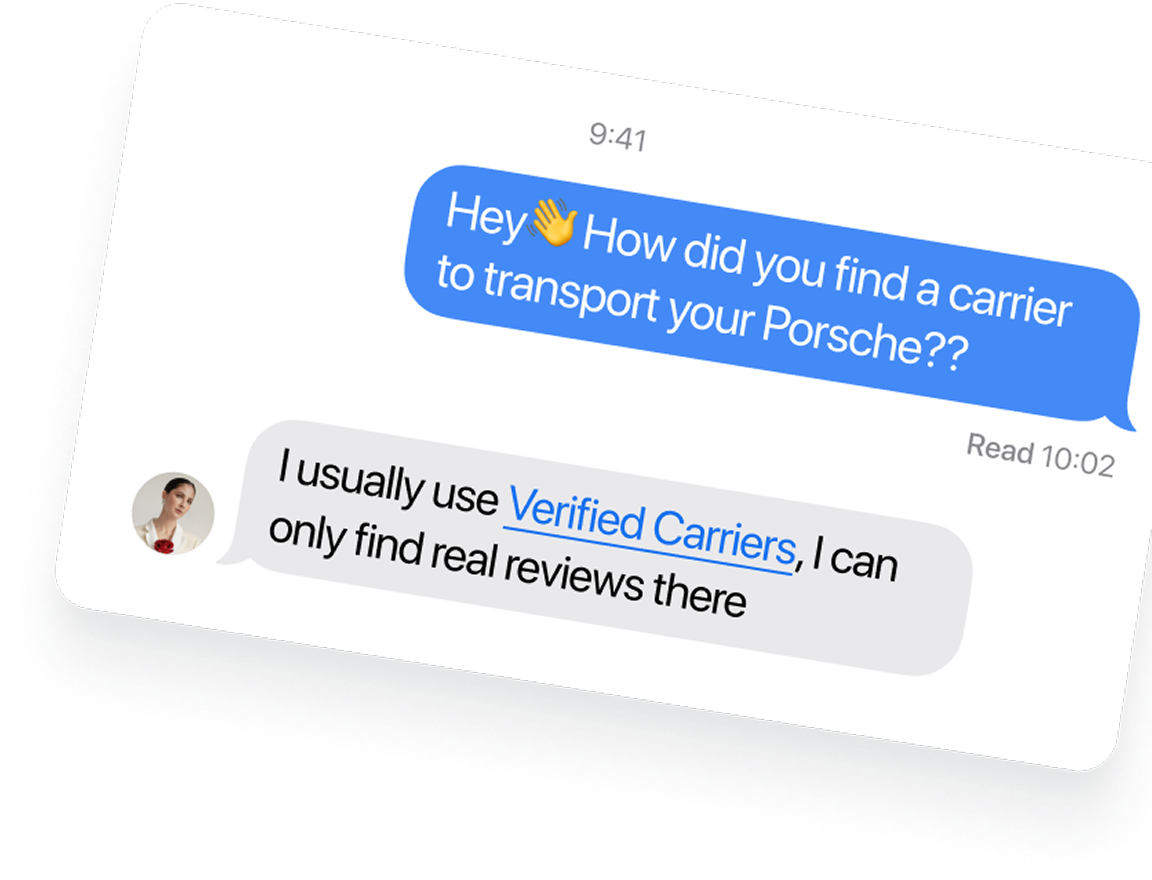 9:41
Hey👋 How did you find a carrier
to transport your Porsche??
Read 10:02
I usually use Verified Carriers, I can
only find real reviews there